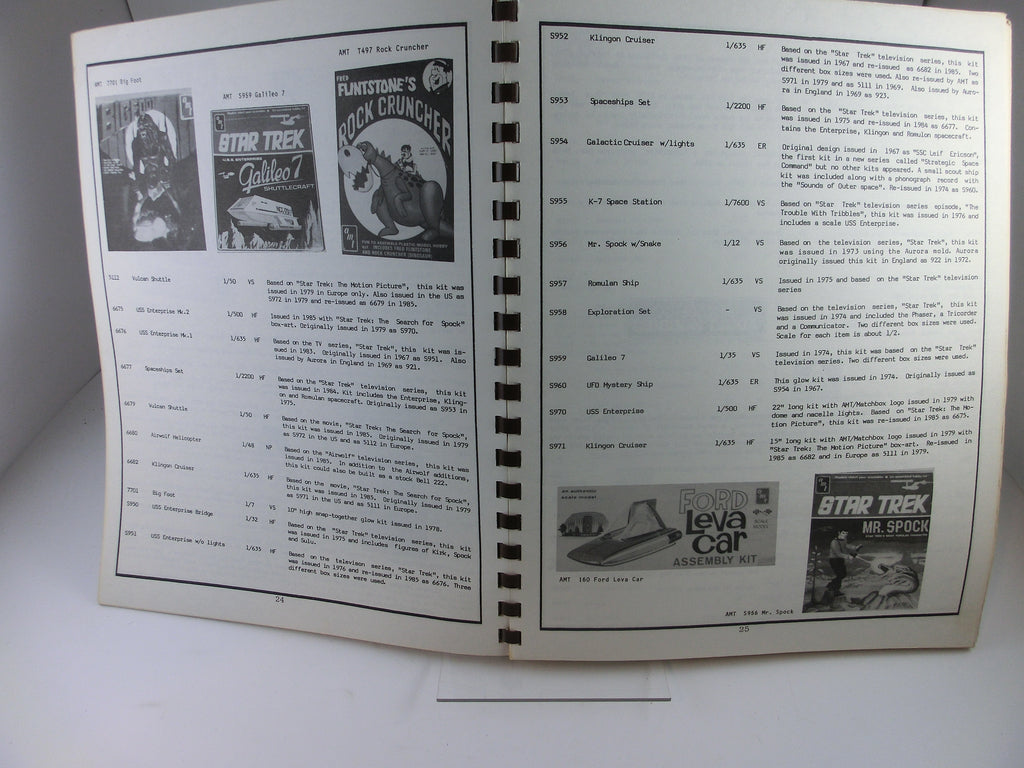 AMT 7701 Big Foot
AMT S959 Galileo 7
AMT T497 Rock Cruncher
BIGFOOT
STAR TREK
U.S.S. ENTERPRISE
Galileo 7
SHUTTLECRAFT
FRED
FLINTSTONE'S
ROCK CRUNCHER
amt
5112 Vulcan Shuttle 1/50 VS Based on "Star Trek: The Motion Picture", this kit was
issued in 1979 in Europe only. Also issued in the US as
S972 in 1979 and re-issued as 6679 in 1985.
6675 USS Enterprise Mk.2 1/500 HF Issued in 1985 with "Star Trek: The Search for Spock"
box-art. Originally issued in 1979 as S970.
6676 USS Enterprise Mk.1 1/635 HF Based on the TV series, "Star Trek", this kit was is-
sued in 1983. Originally issued in 1967 as S951. Also
issued by Aurora in England in 1969 as 921.
6677 Spaceships Set 1/2200 HF Based on the "Star Trek" television series, this kit
was issued in 1984. Kit includes the Enterprise, Kling-
on and Romulan spacecraft. Originally issued as S953 in
1975.
6679 Vulcan Shuttle 1/50 HF Based on the movie, "Star Trek: The Search for Spock",
this kit was issued in 1985. Originally issued in 1979
as S972 in the US and as 5112 in Europe.
6680 Airwolf Helicopter 1/48 NP Based on the "Airwolf" television series, this kit was
issued in 1985. In addition to the Airwolf additions,
this kit could also be built as a stock Bell 222.
6682 Klingon Cruiser 1/635 HF Based on the movie, "Star Trek: The Search for Spock",
this kit was issued in 1985. Originally issued in 1979
as S971 in the US and as 5111 in Europe.
7701 Big Foot 1/7 VS 10" high snap-together glow kit issued in 1978.
S950 USS Enterprise Bridge 1/32 HF Based on the "Star Trek" television series, this kit
was issued in 1975 and includes figures of Kirk, Spock
and Sulu.
S951 USS Enterprise w/o lights 1/635 HF Based on the televison series, "Star Trek", this kit
was issued in 1976 and re-issued in 1985 as 6676. Three
different box sizes were used.
24
S952 Klingon Cruiser 1/635 HF Based on the "Star Trek" television series, this kit
was issued in 1967 and re-issued as 6682 in 1985. Two
different box sizes were used. Also re-issued by AMT as
S971 in 1979 and as 5111 in 1969. Also issued by Auro-
ra in England in 1969 as 923.
S953 Spaceships Set 1/2200 HF Based on the "Star Trek" television series, this kit
was issued in 1975 and re-issued in 1984 as 6677. Con-
tains the Enterprise, Klingon and Romulon spacecraft.
S954 Galactic Cruiser w/lights 1/635 ER Original design issued in 1967 as "SSC Leif Ericson",
the first kit in a new series called "Strategic Space
Command" but no other kits appeared. A small scout ship
kit was included along with a phonograph record with
the "Sounds of Outer space". Re-issued in 1974 as S960.
S955 K-7 Space Station 1/7600 VS Based on "Star Trek" television series episode, "The
Trouble With Tribbles", this kit was issued in 1976 and
includes a scale USS Enterprise.
S956 Mr. Spock w/Snake 1/12 VS Based on the television series, "Star Trek", this kit
was issued in 1973 using the Aurora mold. Aurora
originally issued this kit in England as 922 in 1972.
S957 Romulan Ship 1/635 VS Issued in 1975 and based on the "Star Trek" television
series
S958 Exploration Set - VS Based on the television series, "Star Trek", this kit
was issued in 1974 and included the Phaser, a Tricorder
and a Communicator. Two different box sizes were used.
Scale for each item is about 1/2.
S959 Galileo 7 1/35 VS Issued in 1974, this kit was based on the "Star Trek"
television series. Two different box sizes were used.
S960 UFO Mystery Ship 1/635 ER This glow kit was issued in 1974. Originally issued as
S954 in 1967.
S970 USS Enterprise 1/500 HF 22" long kit with AMT/Matchbox logo issued in 1979 with
dome and nacelle lights. Based on "Star Trek: The Mo-
tion Picture", this kit was re-issued in 1985 as 6675.
S971 Klingon Cruiser 1/635 HF 15" long kit with AMT/Matchbox logo issued in 1979 with
"Star Trek: The Motion Picture" box-art. Re-issued in
1985 as 6682 and in Europe as 5111 in 1979.
an authentic
scale model
FORD
Leva
car
ASSEMBLY KIT
AMT 160 Ford Leva Car
STAR TREK
MR. SPOCK
AMT S966 Mr. Spock
25